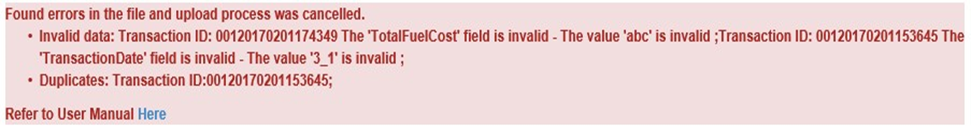 Found errors in the file and upload process was cancelled.
• Invalid data: Transaction ID: 00120170201174349 The 'TotalFuelCost' field is invalid - The value 'abc' is invalid ;Transaction ID: 00120170201153645 The
'TransactionDate' field is invalid - The value '3_1' is invalid ;
• Duplicates: Transaction ID:00120170201153645;
Refer to User Manual Here